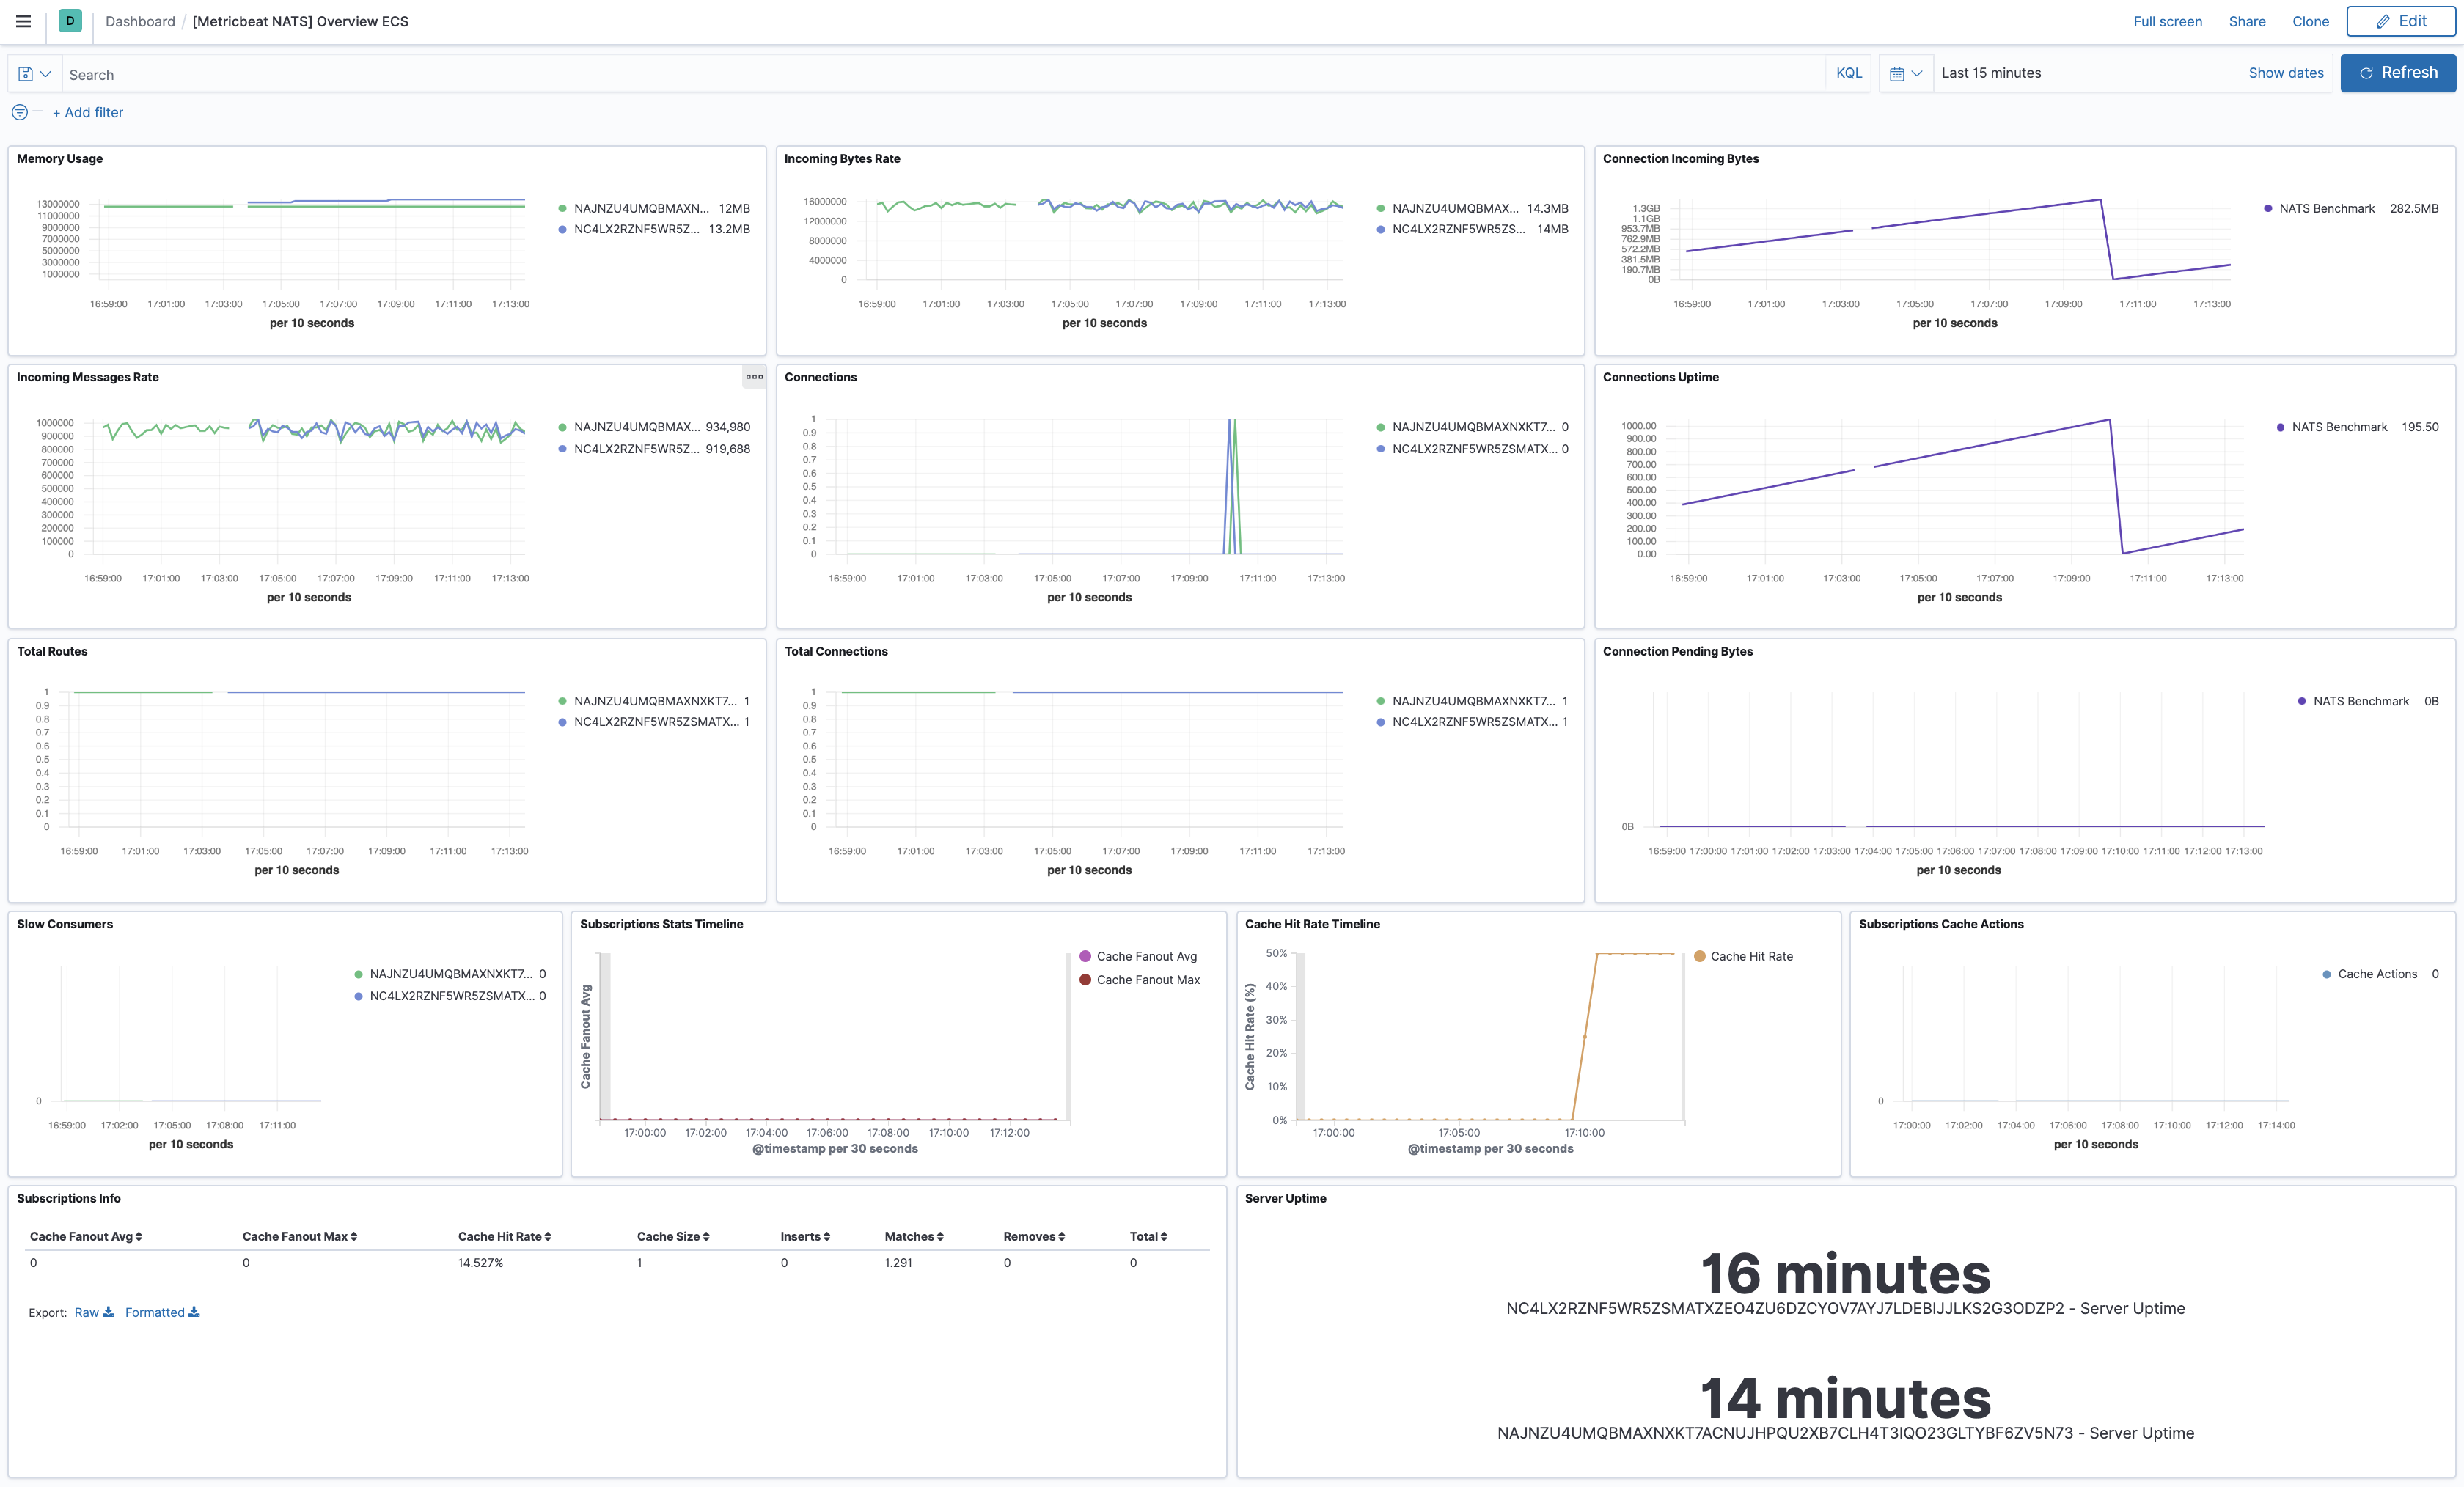 D Dashboard / [Metricbeat NATS] Overview ECS Full screen Share Clone Edit
Search KQL Last 15 minutes Show dates Refresh
+ Add filter
Memory Usage
13000000
11000000
9000000
7000000
5000000
3000000
1000000
16:59:00 17:01:00 17:03:00 17:05:00 17:07:00 17:09:00 17:11:00 17:13:00
per 10 seconds
NAJNZU4UMQBMAXN... 12MB
NC4LX2RZNF5WR5Z... 13.2MB
Incoming Bytes Rate
16000000
12000000
8000000
4000000
0
16:59:00 17:01:00 17:03:00 17:05:00 17:07:00 17:09:00 17:11:00 17:13:00
per 10 seconds
NAJNZU4UMQBMAX... 14.3MB
NC4LX2RZNF5WR5ZS... 14MB
Connection Incoming Bytes
1.3GB
1.1GB
953.7MB
762.9MB
572.2MB
381.5MB
190.7MB
0B
16:59:00 17:01:00 17:03:00 17:05:00 17:07:00 17:09:00 17:11:00 17:13:00
per 10 seconds
NATS Benchmark 282.5MB
Incoming Messages Rate
1000000
900000
800000
700000
600000
500000
400000
300000
200000
100000
0
16:59:00 17:01:00 17:03:00 17:05:00 17:07:00 17:09:00 17:11:00 17:13:00
per 10 seconds
NAJNZU4UMQBMAX... 934,980
NC4LX2RZNF5WR5Z... 919,688
Connections
1
0.9
0.8
0.7
0.6
0.5
0.4
0.3
0.2
0.1
0
16:59:00 17:01:00 17:03:00 17:05:00 17:07:00 17:09:00 17:11:00 17:13:00
per 10 seconds
NAJNZU4UMQBMAXNXKT7... 0
NC4LX2RZNF5WR5ZSMATX... 0
Connections Uptime
1000.00
900.00
800.00
700.00
600.00
500.00
400.00
300.00
200.00
100.00
0.00
16:59:00 17:01:00 17:03:00 17:05:00 17:07:00 17:09:00 17:11:00 17:13:00
per 10 seconds
NATS Benchmark 195.50
Total Routes
1
0.9
0.8
0.7
0.6
0.5
0.4
0.3
0.2
0.1
0
16:59:00 17:01:00 17:03:00 17:05:00 17:07:00 17:09:00 17:11:00 17:13:00
per 10 seconds
NAJNZU4UMQBMAXNXKT7... 1
NC4LX2RZNF5WR5ZSMATX... 1
Total Connections
1
0.9
0.8
0.7
0.6
0.5
0.4
0.3
0.2
0.1
0
16:59:00 17:01:00 17:03:00 17:05:00 17:07:00 17:09:00 17:11:00 17:13:00
per 10 seconds
NAJNZU4UMQBMAXNXKT7... 1
NC4LX2RZNF5WR5ZSMATX... 1
Connection Pending Bytes
0B
16:59:00 17:00:00 17:01:00 17:02:00 17:03:00 17:04:00 17:05:00 17:06:00 17:07:00 17:08:00 17:09:00 17:10:00 17:11:00 17:12:00 17:13:00
per 10 seconds
NATS Benchmark 0B
Slow Consumers
0
16:59:00 17:02:00 17:05:00 17:08:00 17:11:00
per 10 seconds
NAJNZU4UMQBMAXNXKT7... 0
NC4LX2RZNF5WR5ZSMATX... 0
Subscriptions Stats Timeline
Cache Fanout Avg
17:00:00 17:02:00 17:04:00 17:06:00 17:08:00 17:10:00 17:12:00
@timestamp per 30 seconds
Cache Fanout Avg
Cache Fanout Max
Cache Hit Rate Timeline
Cache Hit Rate (%)
50%
40%
30%
20%
10%
0%
17:00:00 17:05:00 17:10:00
@timestamp per 30 seconds
Cache Hit Rate
Subscriptions Cache Actions
0
17:00:00 17:02:00 17:04:00 17:06:00 17:08:00 17:10:00 17:12:00 17:14:00
per 10 seconds
Cache Actions 0
Subscriptions Info
Cache Fanout Avg Cache Fanout Max Cache Hit Rate Cache Size Inserts Matches Removes Total
0 0 14.527% 1 0 1.291 0 0
Export: Raw Formatted
Server Uptime
16 minutes
NC4LX2RZNF5WR5ZSMATXZEO4ZU6DZCYOV7AYJ7LDEBIJJLKS2G3ODZP2 - Server Uptime
14 minutes
NAJNZU4UMQBMAXNXKT7ACNUJHPQU2XB7CLH4T3IQO23GLTYBF6ZV5N73 - Server Uptime